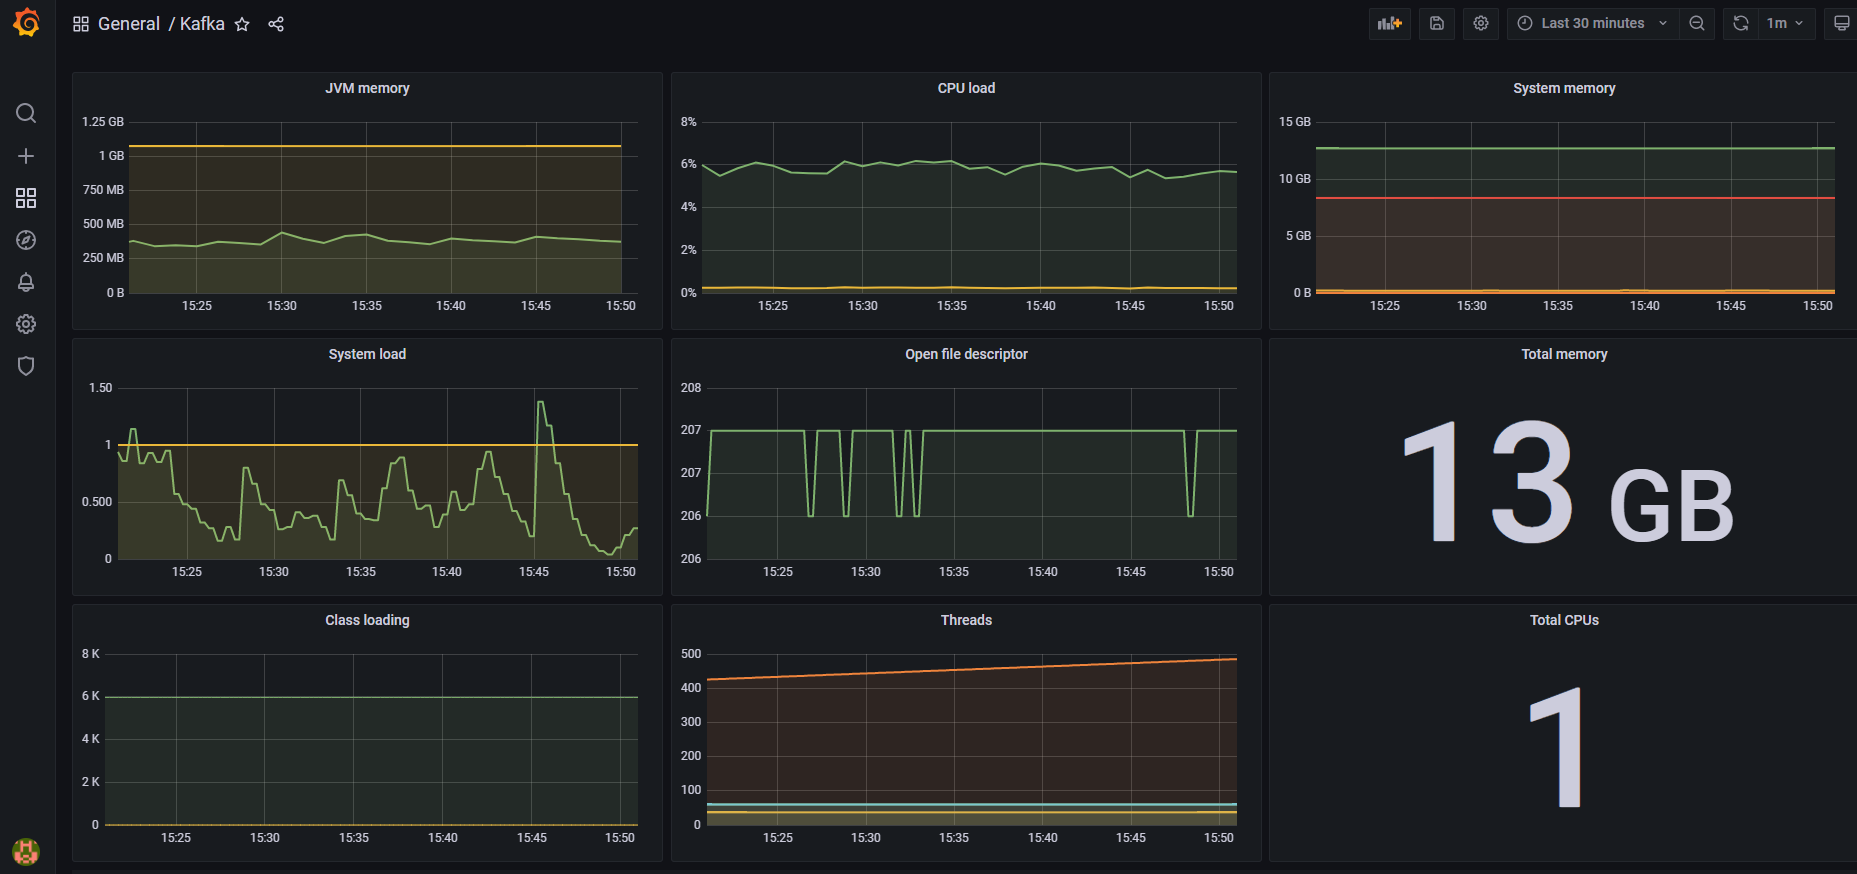 General / Kafka
Last 30 minutes
1m
JVM memory
1.25 GB
1 GB
750 MB
500 MB
250 MB
0 B
15:25 15:30 15:35 15:40 15:45 15:50
CPU load
8%
6%
4%
2%
0%
15:25 15:30 15:35 15:40 15:45 15:50
System memory
15 GB
10 GB
5 GB
0 B
15:25 15:30 15:35 15:40 15:45 15:50
System load
1.50
1
0.500
0
15:25 15:30 15:35 15:40 15:45 15:50
Open file descriptor
208
207
207
206
206
15:25 15:30 15:35 15:40 15:45 15:50
Total memory
13 GB
Class loading
8 K
6 K
4 K
2 K
0
15:25 15:30 15:35 15:40 15:45 15:50
Threads
500
400
300
200
100
0
15:25 15:30 15:35 15:40 15:45 15:50
Total CPUs
1